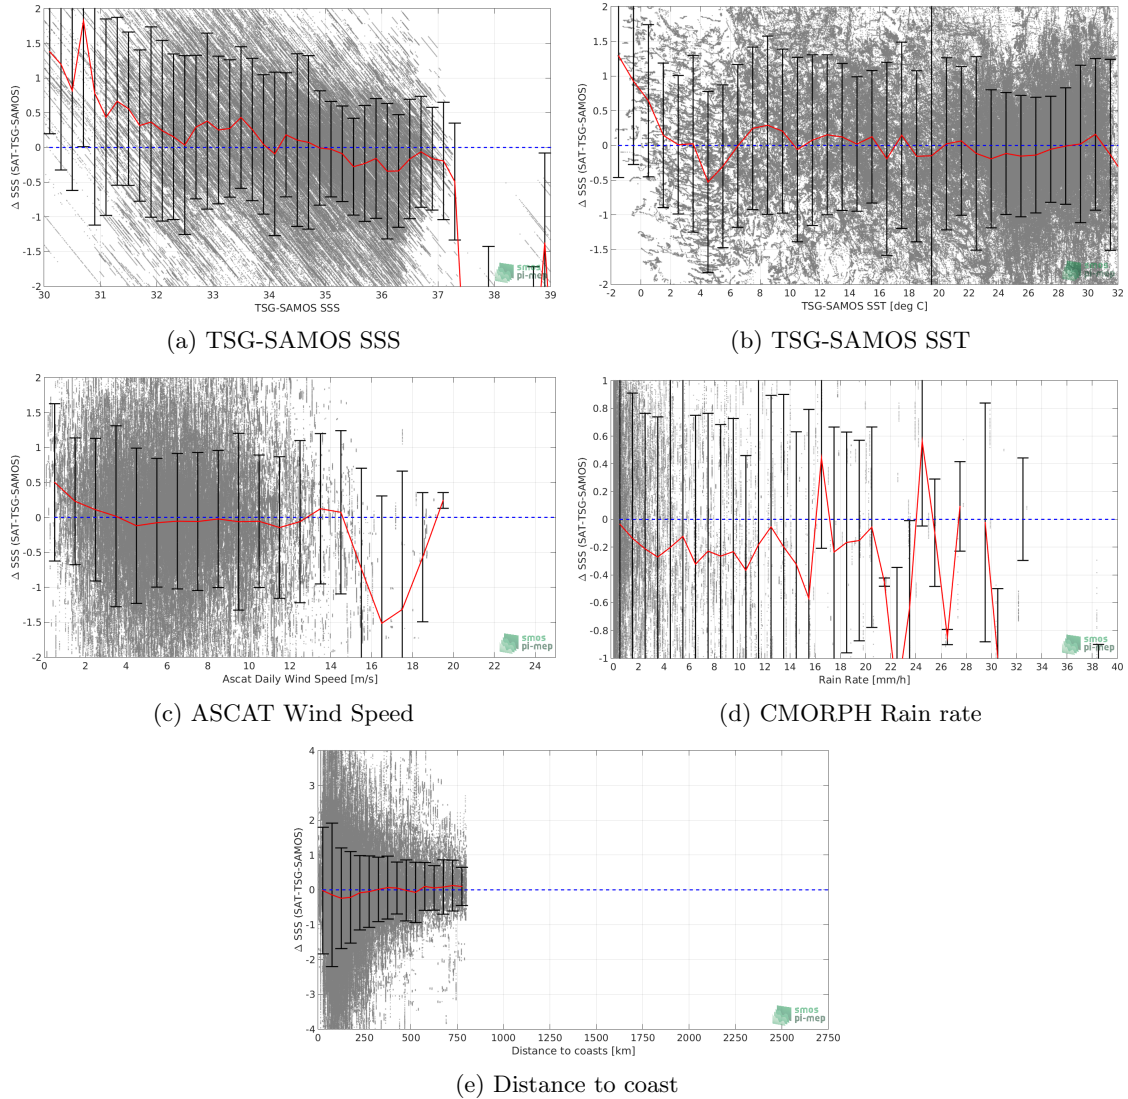 2
1.5
1
0.5
0
-0.5
-1
-1.5
-2
Δ SSS (SAT-TSG-SAMOS)
30 31 32 33 34 35 36 37 38 39
TSG-SAMOS SSS
smos
pi-mep
(a) TSG-SAMOS SSS
2
1.5
1
0.5
0
-0.5
-1
-1.5
-2
Δ SSS (SAT-TSG-SAMOS)
-2 0 2 4 6 8 10 12 14 16 18 20 22 24 26 28 30 32
TSG-SAMOS SST [deg C]
smos
pi-mep
(b) TSG-SAMOS SST
2
1.5
1
0.5
0
-0.5
-1
-1.5
-2
Δ SSS (SAT-TSG-SAMOS)
0 2 4 6 8 10 12 14 16 18 20 22 24
Ascat Daily Wind Speed [m/s]
smos
pi-mep
(c) ASCAT Wind Speed
1
0.8
0.6
0.4
0.2
0
-0.2
-0.4
-0.6
-0.8
-1
Δ SSS (SAT-TSG-SAMOS)
0 2 4 6 8 10 12 14 16 18 20 22 24 26 28 30 32 34 36 38 40
Rain Rate [mm/h]
smos
pi-mep
(d) CMORPH Rain rate
4
3
2
1
0
-1
-2
-3
-4
Δ SSS (SAT-TSG-SAMOS)
0 250 500 750 1000 1250 1500 1750 2000 2250 2500 2750
Distance to coasts [km]
smos
pi-mep
(e) Distance to coast